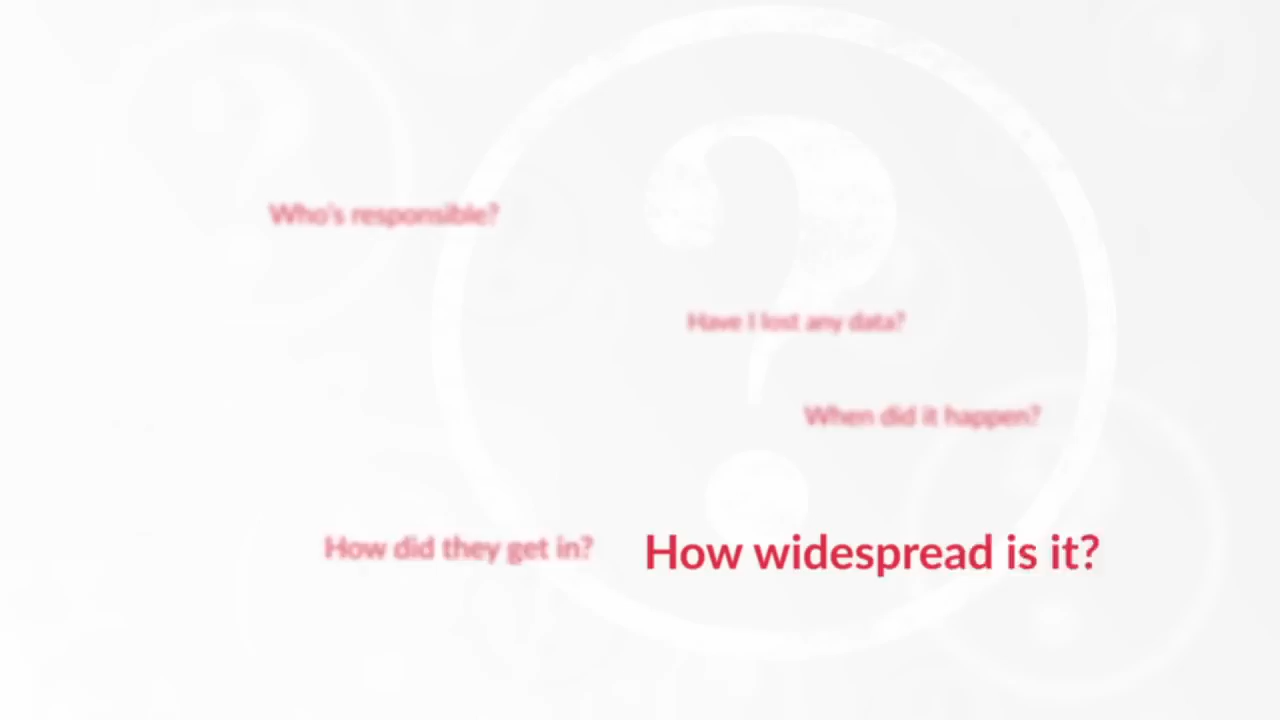 Who's responsible?
Have I lost any data?
When did it happen?
How did they get in?
How widespread is it?